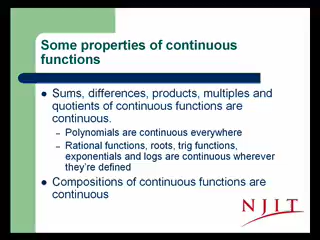 Some properties of continuous
functions
● Sums, differences, products, multiples and
quotients of continuous functions are
continuous.
– Polynomials are continuous everywhere
– Rational functions, roots, trig functions,
exponentials and logs are continuous wherever
they're defined
● Compositions of continuous functions are
continuous
NJIT